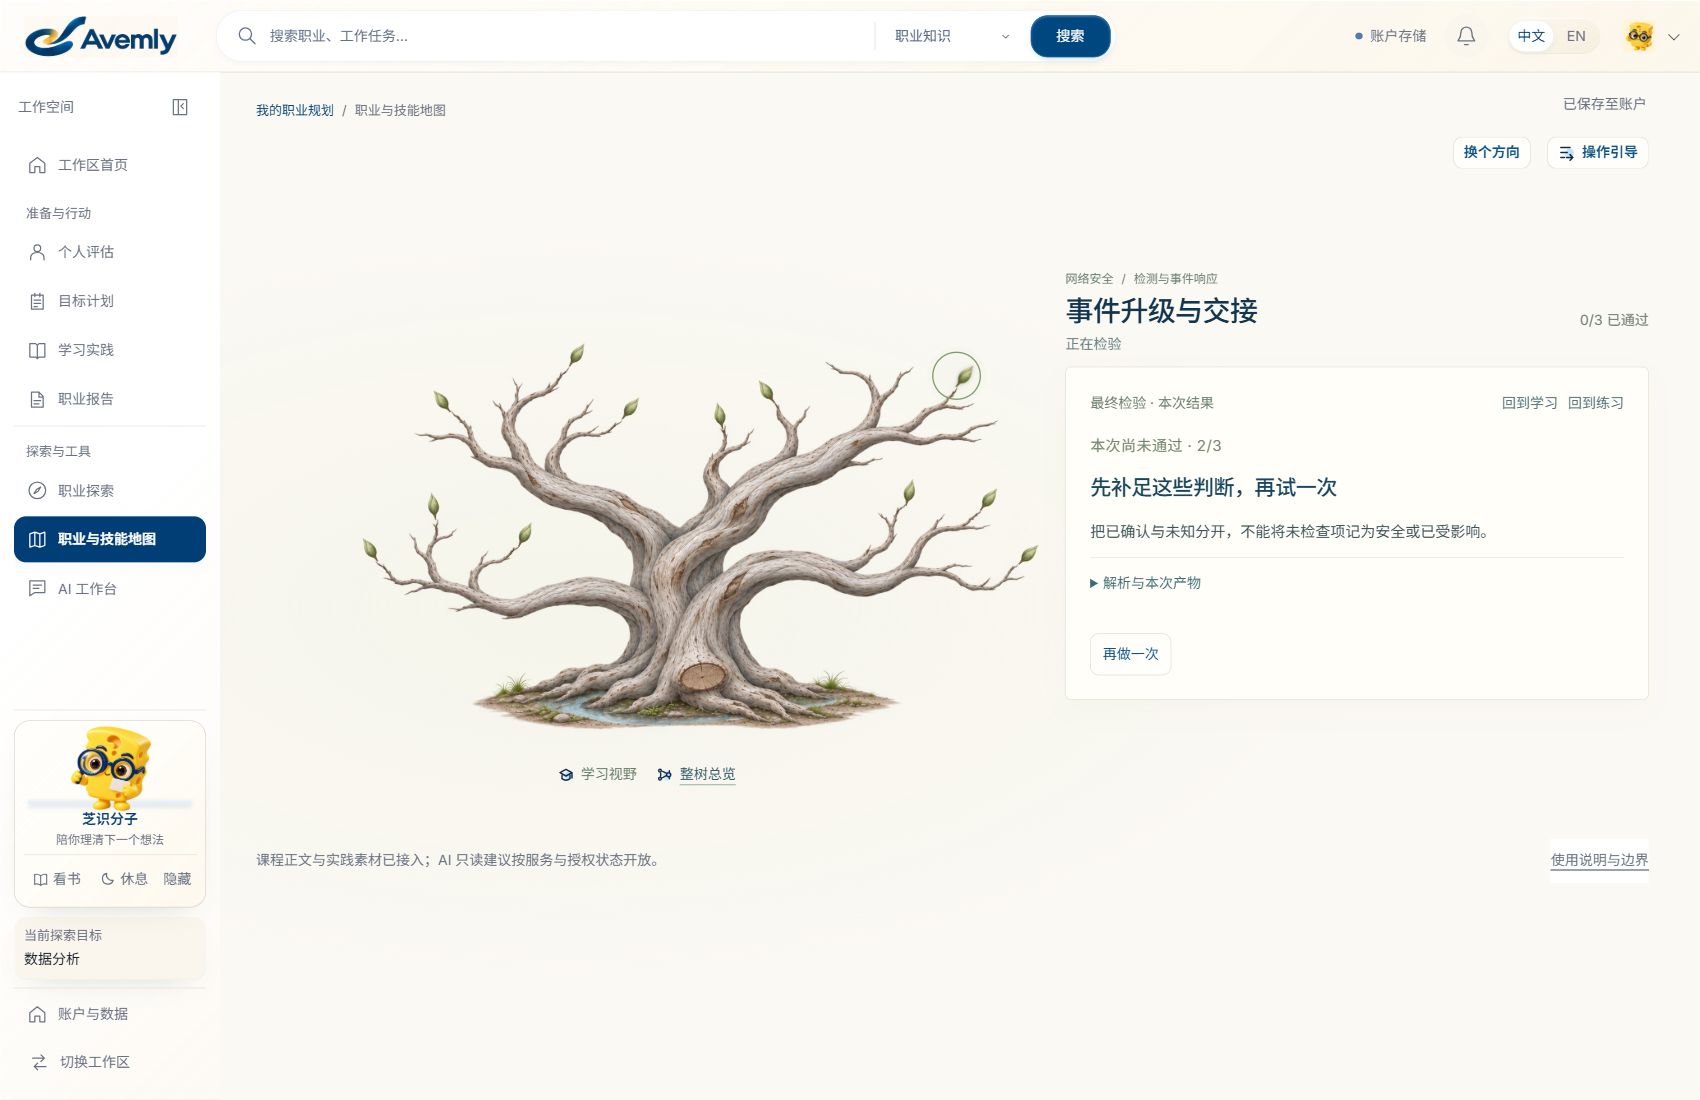 Avemly
搜索职业、工作任务...
职业知识
搜索
账户存储
中文
EN
工作空间
工作区首页
准备与行动
个人评估
目标计划
学习实践
职业报告
探索与工具
职业探索
职业与技能地图
AI 工作台
芝识分子
陪你理清下一个想法
看书
休息
隐藏
当前探索目标
数据分析
账户与数据
切换工作区
我的职业规划 / 职业与技能地图
已保存至账户
换个方向
操作引导
网络安全 / 检测与事件响应
事件升级与交接
0/3 已通过
正在检验
最终检验 · 本次结果
回到学习
回到练习
本次尚未通过 · 2/3
先补足这些判断，再试一次
把已确认与未知分开，不能将未检查项记为安全或已受影响。
解析与本次产物
再做一次
学习视野
整树总览
课程正文与实践素材已接入；AI 只读建议按服务与授权状态开放。
使用说明与边界